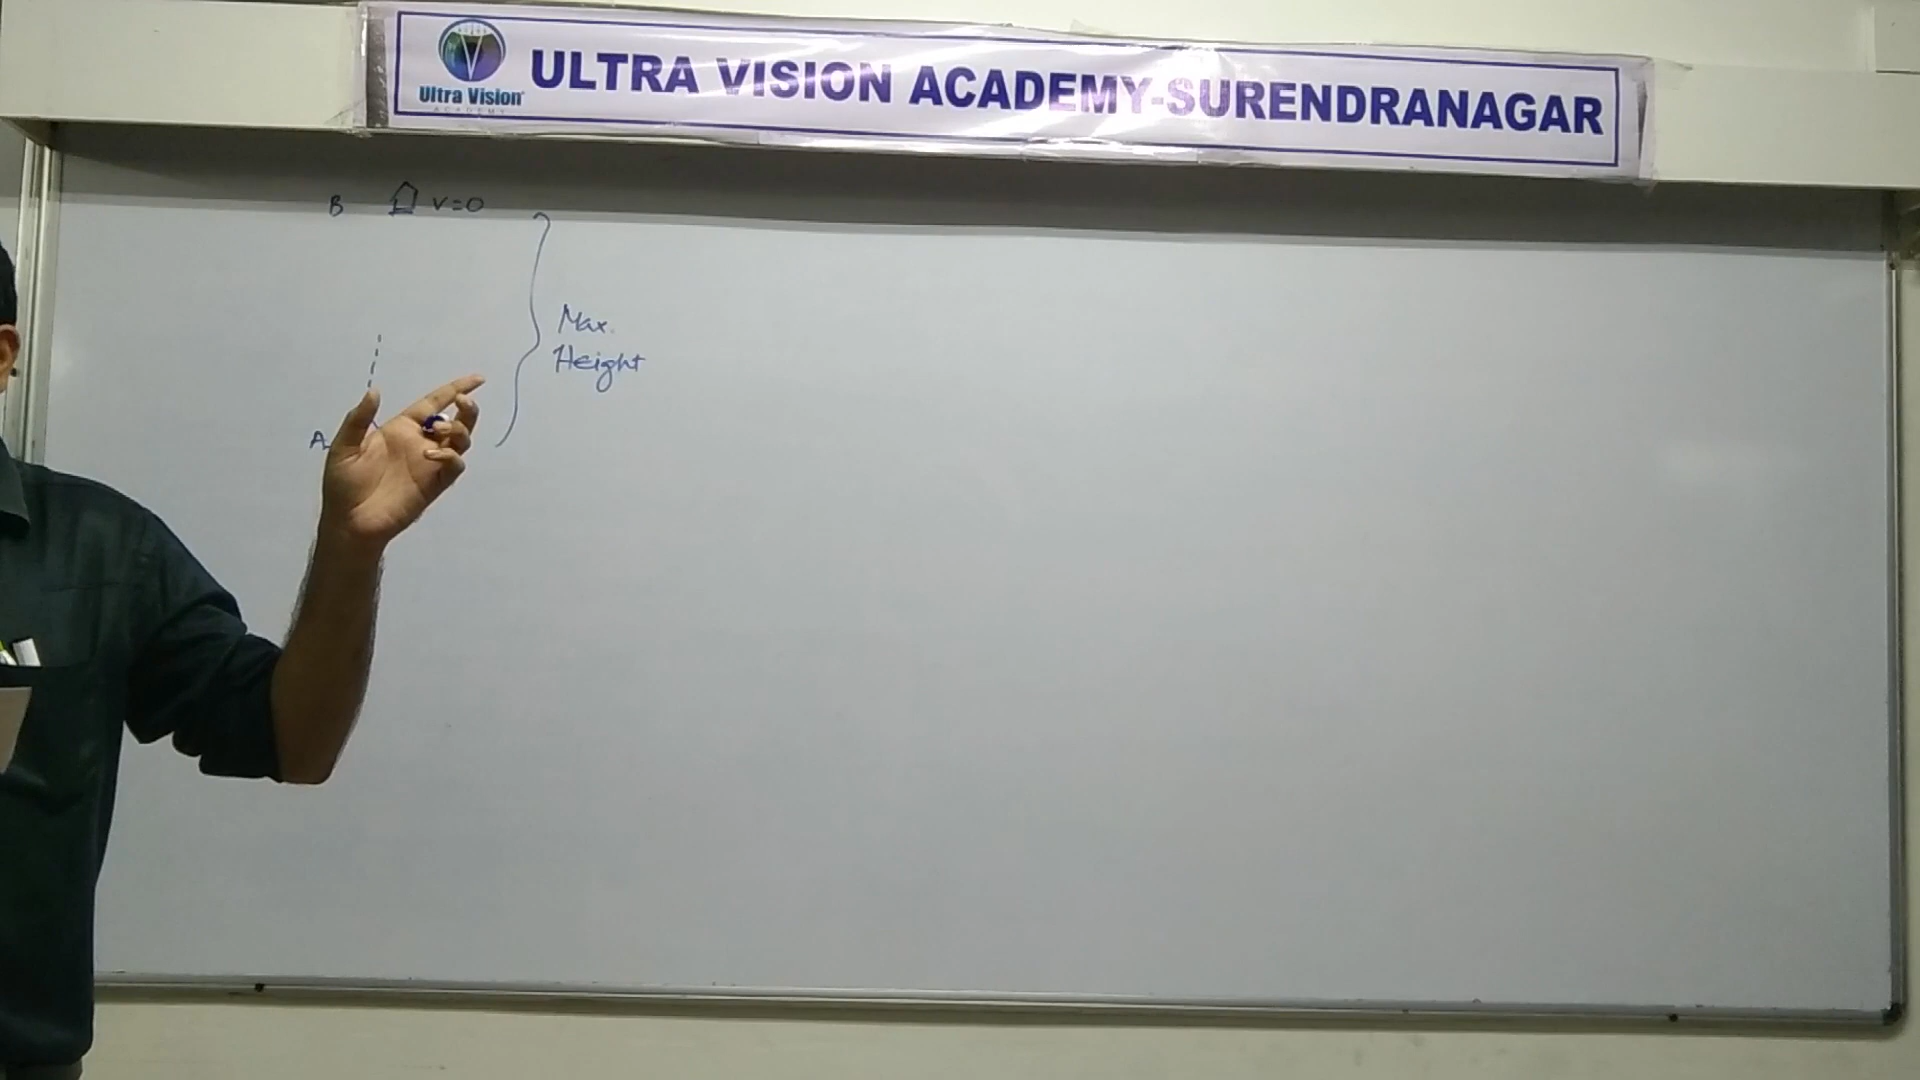 Ultra Vision
ACADEMY
ULTRA VISION ACADEMY-SURENDRANAGAR
B V=0
Max.
Height
A